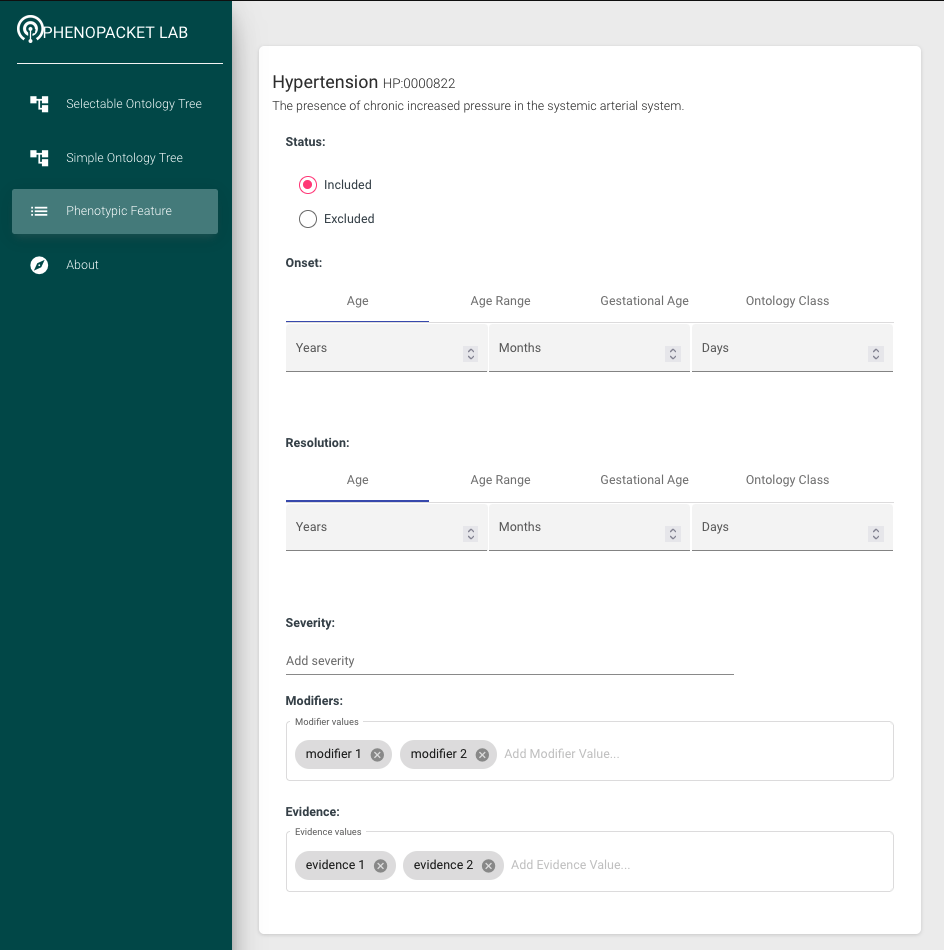 PHENOPACKET LAB
Selectable Ontology Tree
Simple Ontology Tree
Phenotypic Feature
About
Hypertension HP:0000822
The presence of chronic increased pressure in the systemic arterial system.
Status:
Included
Excluded
Onset:
Age Age Range Gestational Age Ontology Class
Years Months Days
Resolution:
Age Age Range Gestational Age Ontology Class
Years Months Days
Severity:
Add severity
Modifiers:
Modifier values
modifier 1 modifier 2 Add Modifier Value...
Evidence:
Evidence values
evidence 1 evidence 2 Add Evidence Value...